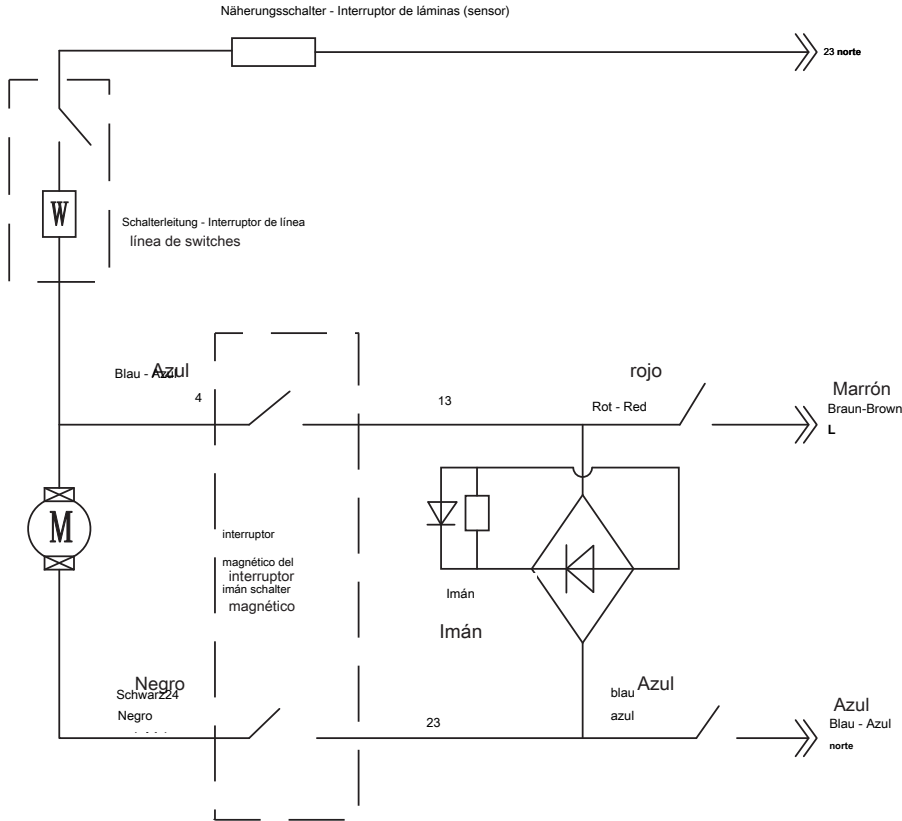 Näherungsschalter - Interruptor de láminas (sensor)
23 norte
W
Schalterleitung - Interruptor de línea
línea de switches
Azul
Blau - Azul
4
13
rojo
Rot - Red
Marrón
Braun-Brown
L
M
interruptor
magnético del
interruptor
imán schalter
magnético
Imán
Imán
Negro
Schwarz24
Negro
23
blau
Azul
azul
Azul
Blau - Azul
norte